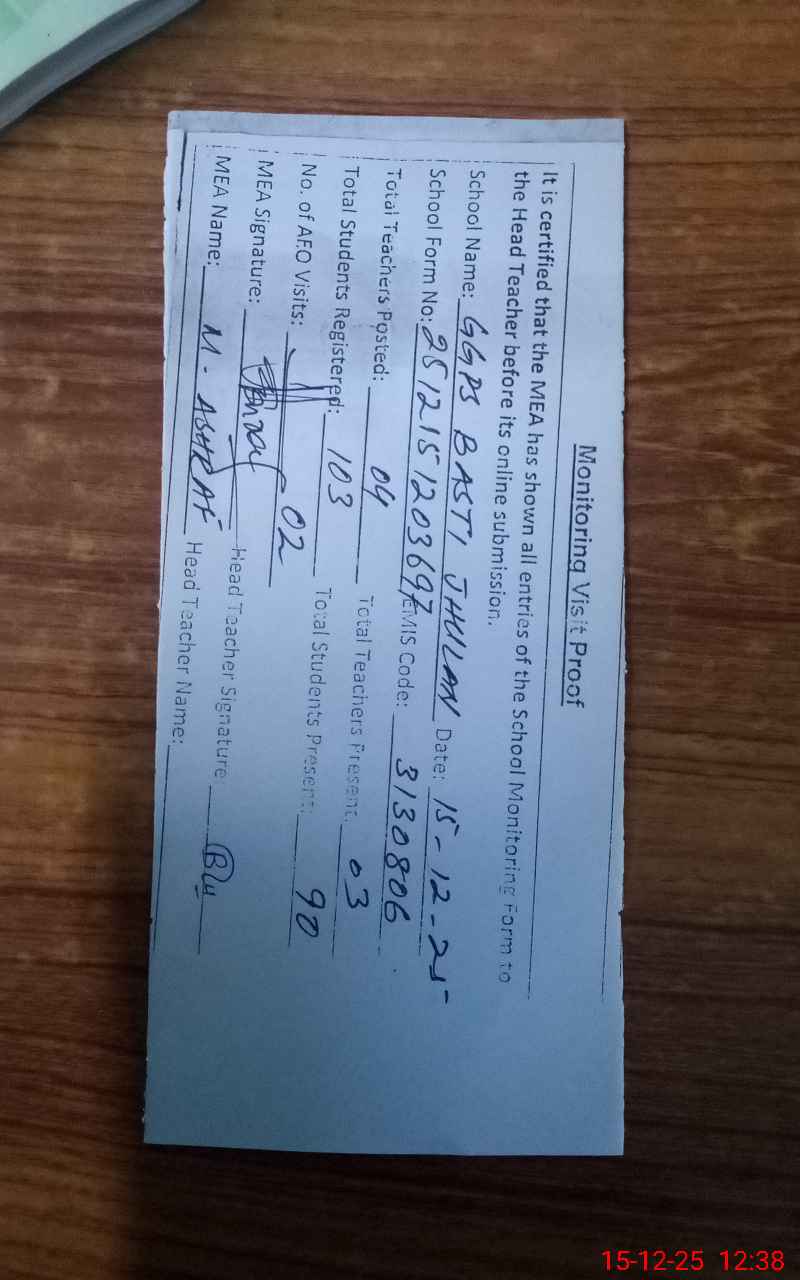 Monitoring Visit Proof
It is certified that the MEA has shown all entries of the School Monitoring Form to
the Head Teacher before its online submission.
School Name: GGPS BASTI JHULAN Date: 15-12-25
School Form No: 2512151203697 EMIS Code: 3130806
Total Teachers Posted: 04 Total Teachers Present: 03
Total Students Registered: 103 Total Students Present: 90
No. of AEO Visits: 02
MEA Signature: Head Teacher Signature:
MEA Name: M. ASHRAF Head Teacher Name:
15-12-25 12:38